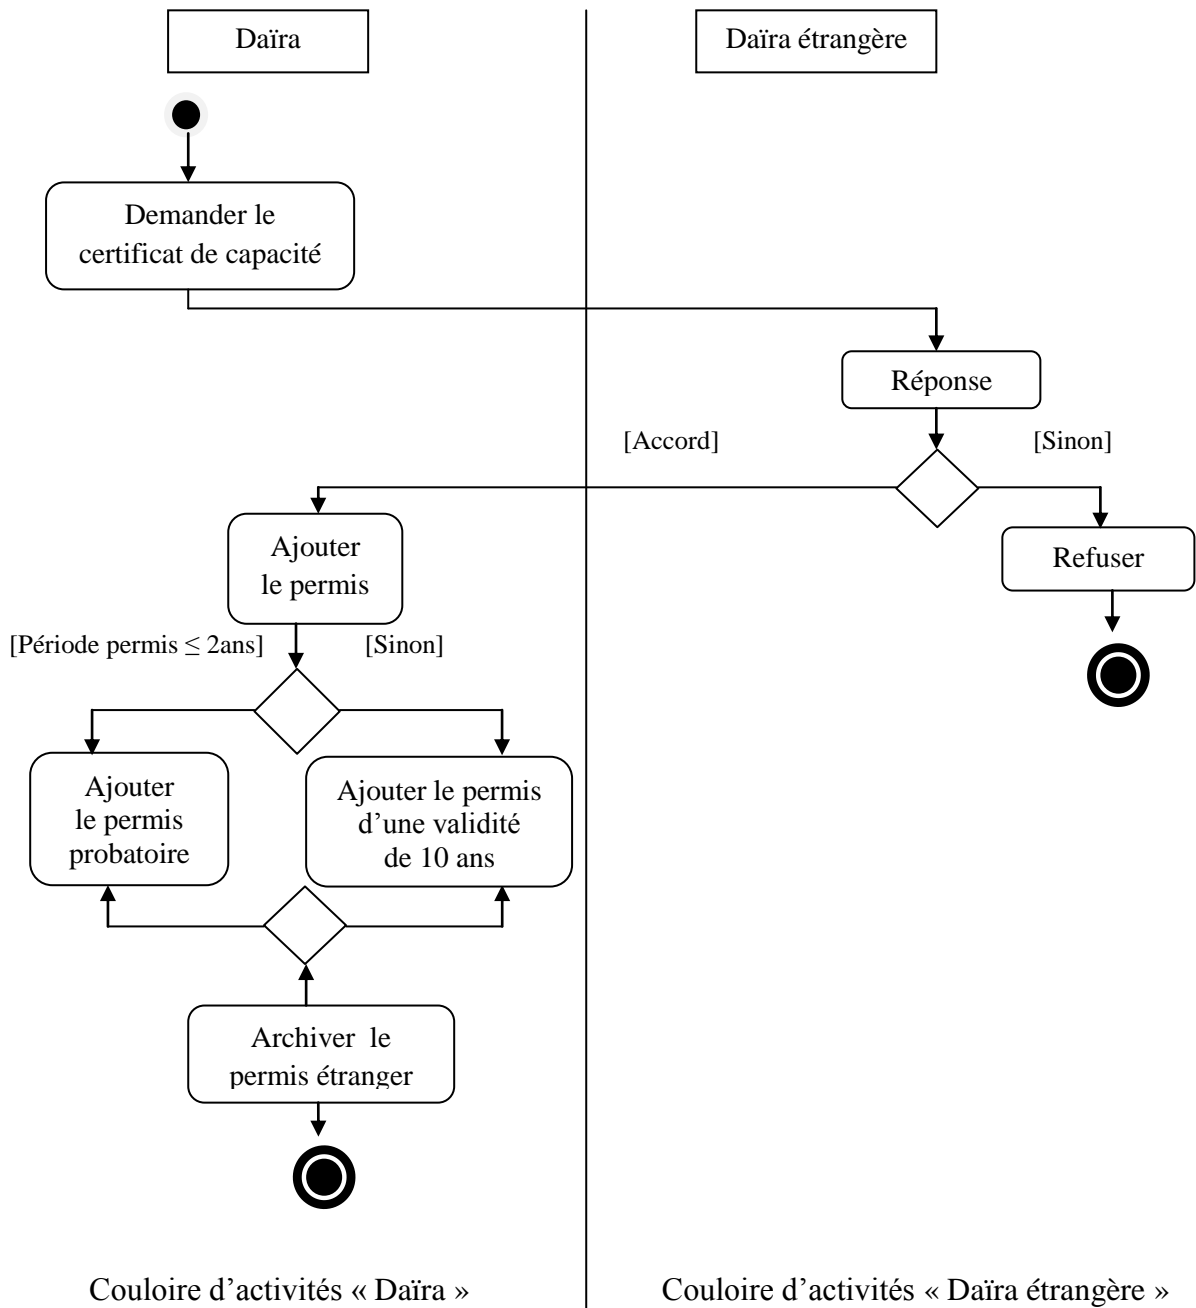 Daïra
Daïra étrangère
Demander le
certificat de capacité
Réponse
[Accord]
[Sinon]
Ajouter
le permis
Refuser
[Période permis ≤ 2ans]
[Sinon]
Ajouter
le permis
probatoire
Ajouter le permis
d’une validité
de 10 ans
Archiver le
permis étranger
Couloire d’activités « Daïra »
Couloire d’activités « Daïra étrangère »